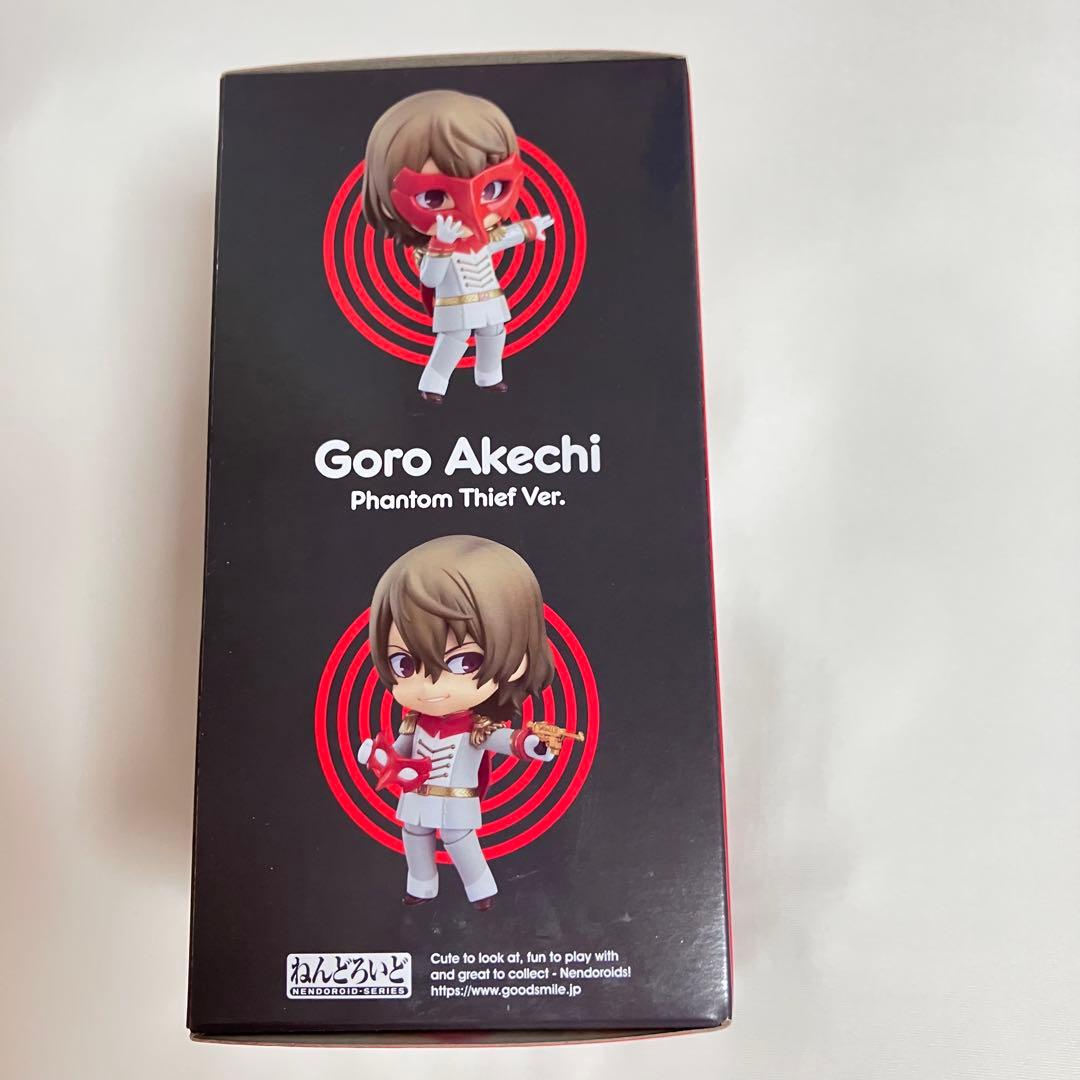 Goro Akechi
Phantom Thief Ver.
ねんどろいど
NENDOROID·SERIES
Cute to look at, fun to play with
and great to collect - Nendoroids!
https://www.goodsmile.jp